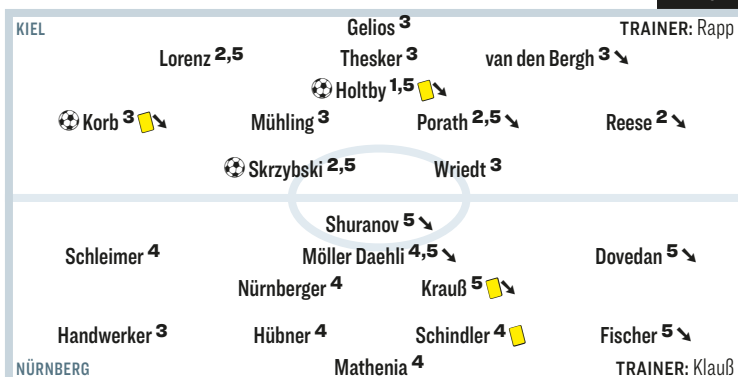 KIEL Gelios 3 TRAINER: Rapp
Lorenz 2,5 Thesker 3 van den Bergh 3
Holtby 1,5
Korb 3 Mühling 3 Porath 2,5 Reese 2
Skrzybski 2,5 Wriedt 3
Shuranov 5
Schleimer 4 Möller Daehli 4,5 Dovedan 5
Nürnberger 4 Krauß 5
Handwerker 3 Hübner 4 Schindler 4 Fischer 5
NÜRNBERG Mathenia 4 TRAINER: Klauß